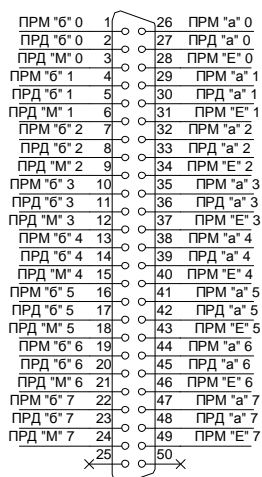 ПРМ "б" 0 1 26 ПРМ "а" 0
ПРД "б" 0 2 27 ПРД "а" 0
ПРД "М" 0 3 28 ПРМ "Е" 0
ПРМ "б" 1 4 29 ПРМ "а" 1
ПРД "б" 1 5 30 ПРД "а" 1
ПРД "М" 1 6 31 ПРМ "Е" 1
ПРМ "б" 2 7 32 ПРМ "а" 2
ПРД "б" 2 8 33 ПРД "а" 2
ПРД "М" 2 9 34 ПРМ "Е" 2
ПРМ "б" 3 10 35 ПРМ "а" 3
ПРД "б" 3 11 36 ПРД "а" 3
ПРД "М" 3 12 37 ПРМ "Е" 3
ПРМ "б" 4 13 38 ПРМ "а" 4
ПРД "б" 4 14 39 ПРД "а" 4
ПРД "М" 4 15 40 ПРМ "Е" 4
ПРМ "б" 5 16 41 ПРМ "а" 5
ПРД "б" 5 17 42 ПРД "а" 5
ПРД "М" 5 18 43 ПРМ "Е" 5
ПРМ "б" 6 19 44 ПРМ "а" 6
ПРД "б" 6 20 45 ПРД "а" 6
ПРД "М" 6 21 46 ПРМ "Е" 6
ПРМ "б" 7 22 47 ПРМ "а" 7
ПРД "б" 7 23 48 ПРД "а" 7
ПРД "М" 7 24 49 ПРМ "Е" 7
25 50